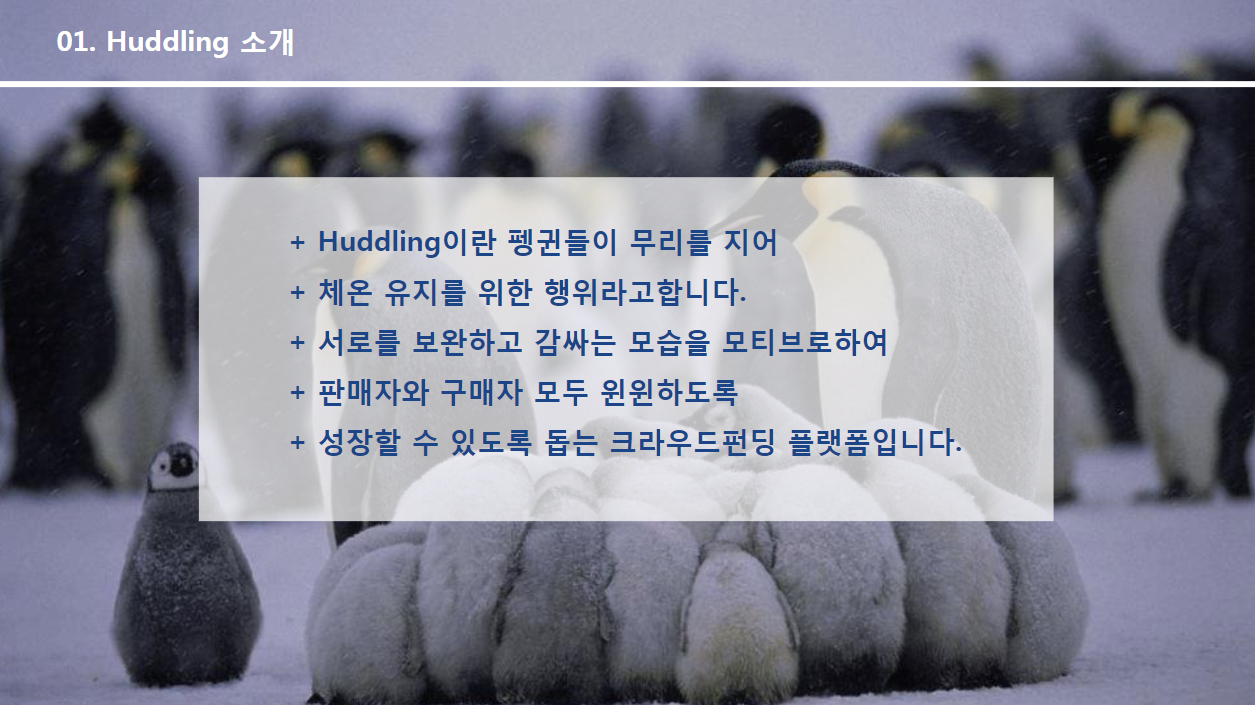 01. Huddling 소개
+ Huddling이란 펭귄들이 무리를 지어
+ 체온 유지를 위한 행위라고합니다.
+ 서로를 보완하고 감싸는 모습을 모티브로하여
+ 판매자와 구매자 모두 윈윈하도록
+ 성장할 수 있도록 돕는 크라우드펀딩 플랫폼입니다.